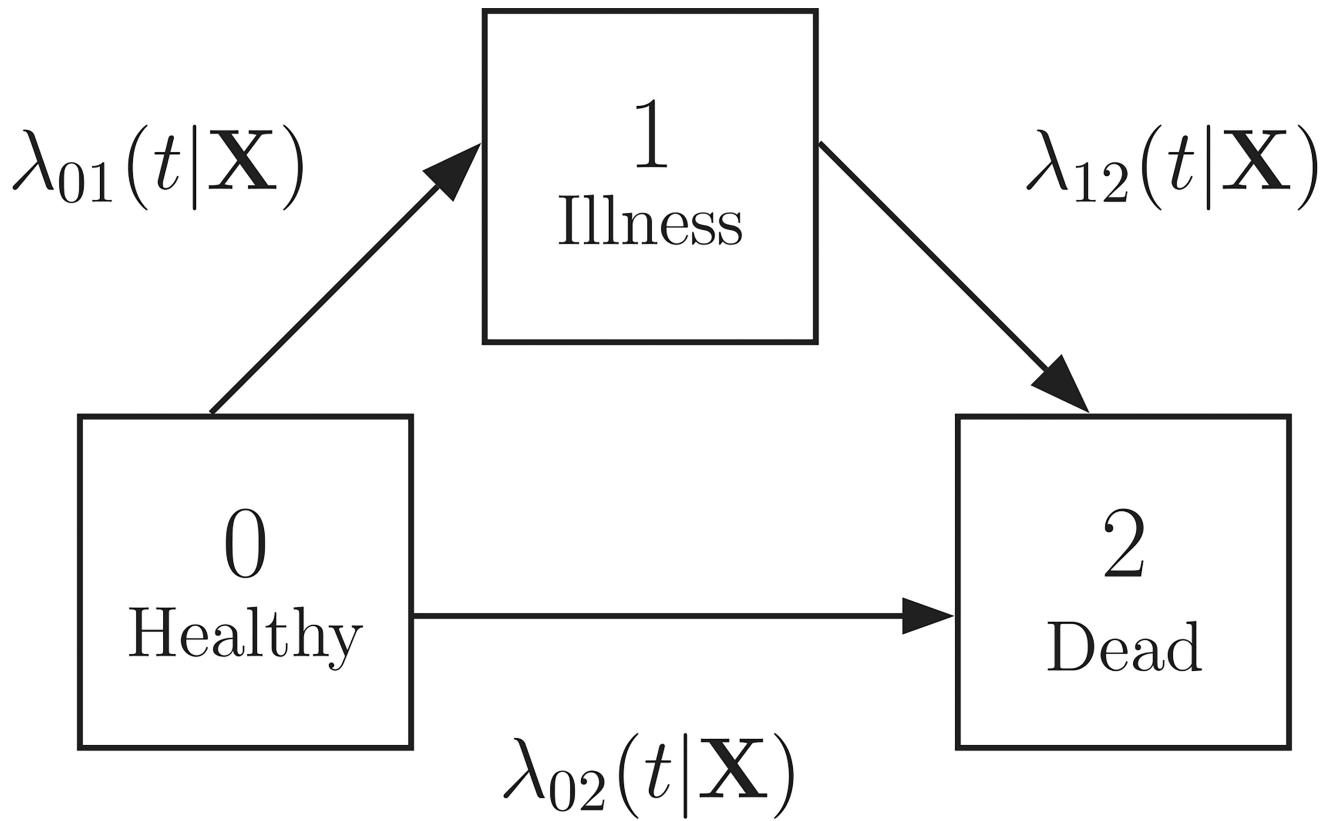 1
Illness
λ₀₁(t|X)
λ₁₂(t|X)
0
Healthy
2
Dead
λ₀₂(t|X)